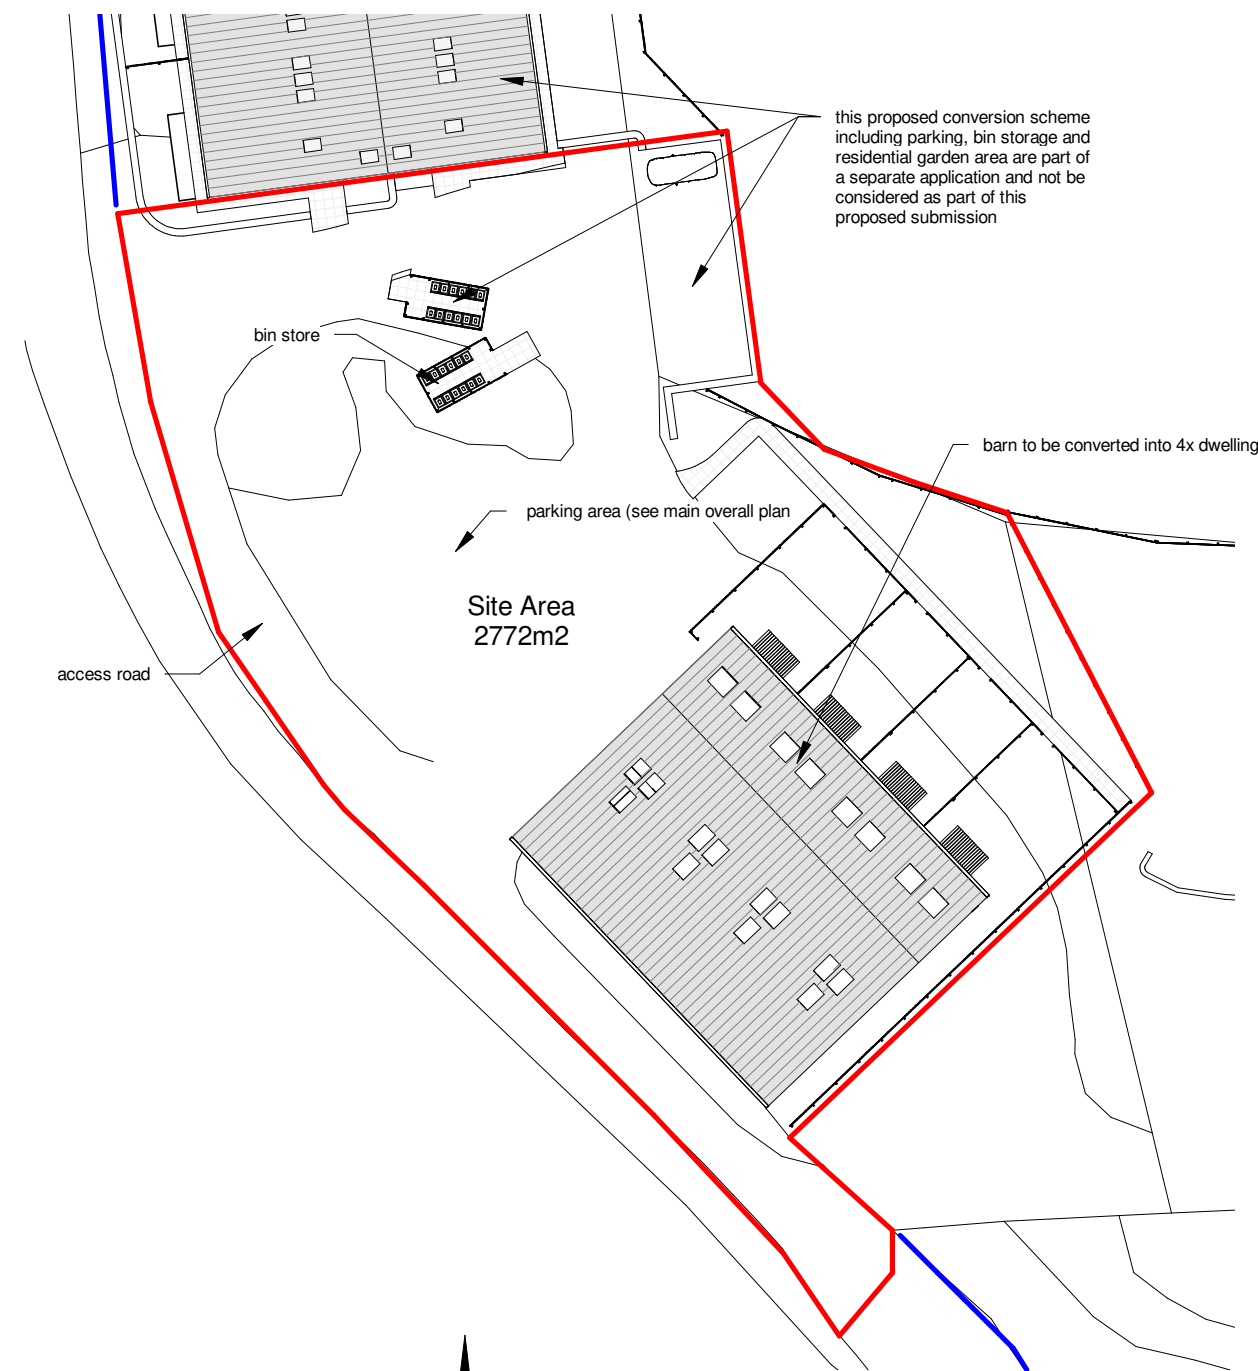 this proposed conversion scheme
including parking, bin storage and
residential garden area are part of
a separate application and not be
considered as part of this
proposed submission
bin store
barn to be converted into 4x dwelling
parking area (see main overall plan
Site Area
2772m2
access road